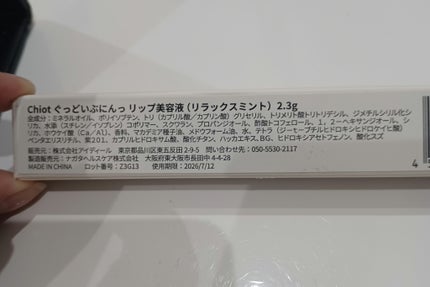 Chiot ぐっどいぶにんっ リップ美容液（リラックスミント）2.3g
全成分：ミネラルオイル、ポリイソブテン、トリ（カプリル酸／カプリン酸）グリセリル、トリメリト酸トリトリデシル、ジメチルシリル化シ
リカ、水添（スチレン／イソプレン）コポリマー、スクワラン、プロパンジオール、酢酸トコフェロール、1，2－ヘキサンジオール、シ
リカ、ホウケイ酸（Ca／AL）、香料、マカデミア種子油、メドウフォーム油、水、テトラ（ジーセーブチルヒドロキシヒドロケイヒ酸）
ペンタエリスリチル、紫201、カプリルヒドロキサム酸、酸化チタン、ハッカエキス、BG、ヒドロキシアセトフェノン、酸化スズ
販売元：株式会社アイディール 東京都品川区東五反田 2-9-5 問い合わせ先：050-5530-2117
製造販売元：ナガタヘルスケア株式会社 大阪府東大阪市長田中 4-4-28
MADE IN CHINA ロット番号：Z3G13 使用期限：2026/7/12
4